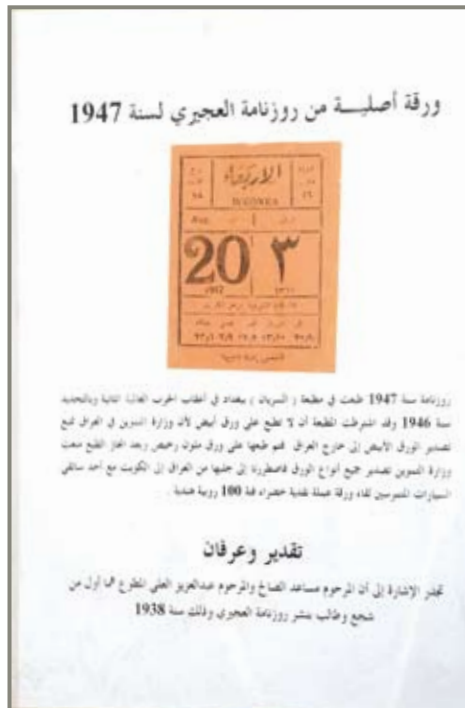 ورقة أصلية من روزنامة العجيري لسنة 1947
الاربعاء
20 ٣
1947
روزنامة سنة 1947 طبعت في مطبعة ( السريان ) ببغداد في أعقاب الحرب العالمية الثانية وبالتحديد
سنة 1946 وقد اشترطت المطبعة أن لا تطبع على ورق أبيض لأن وزارة التموين في العراق تمنع
تصدير الورق الأبيض إلى خارج العراق فتم طبعها على ورق ملون رخيص وبعد انجاز الطبع منعت
وزارة التموين تصدير جميع أنواع الورق فاضطررنا إلى جلبها من العراق إلى الكويت مع أحد سائقي
السيارات المتمرسين لقاء ورقة عملة نقدية خضراء فئة 100 روبية هندية .
تقدير وعرفان
تجدر الإشارة إلى أن المرحوم مساعد الصالح والمرحوم عبدالعزيز العلي المطوع هما أول من
شجع وطالب بنشر روزنامة العجيري وذلك سنة 1938